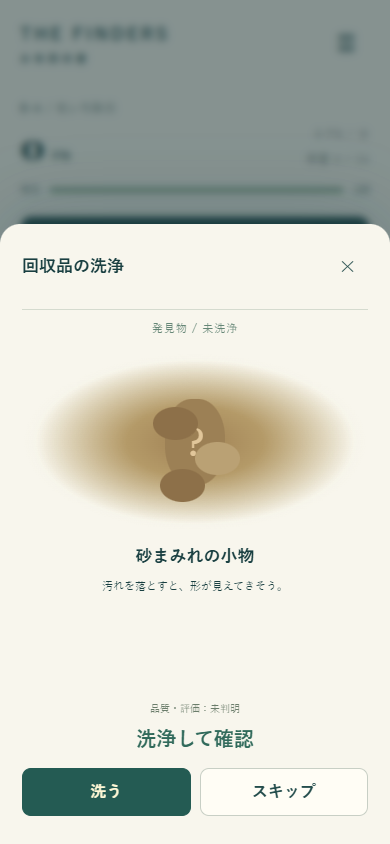 THE FINDERS
回収品の洗浄
発見物 / 未洗浄
?
砂まみれの小物
汚れを落とすと、形が見えてきそう。
品質・評価：未判明
洗浄して確認
洗う
スキップ